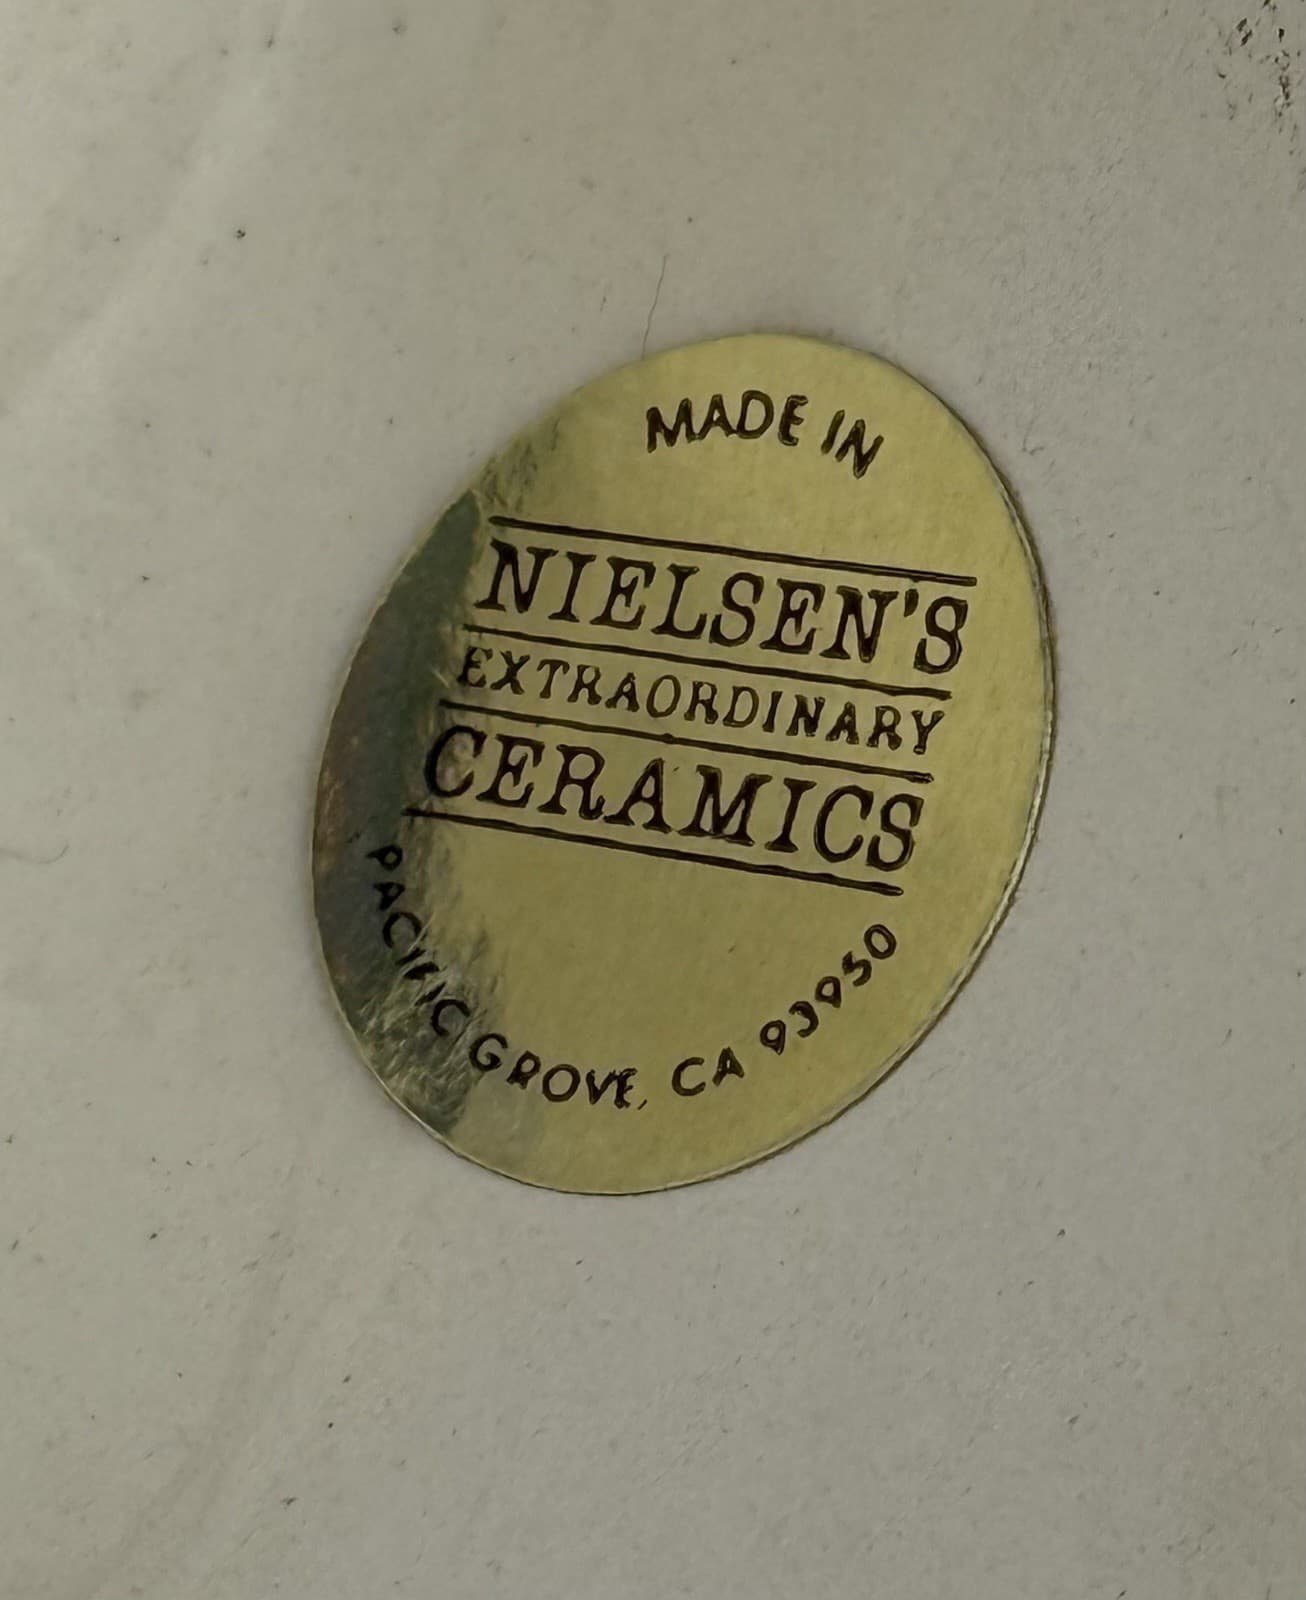 MADE IN
NIELSEN'S
EXTRAORDINARY
CERAMICS
PACIFIC GROVE, CA 93950